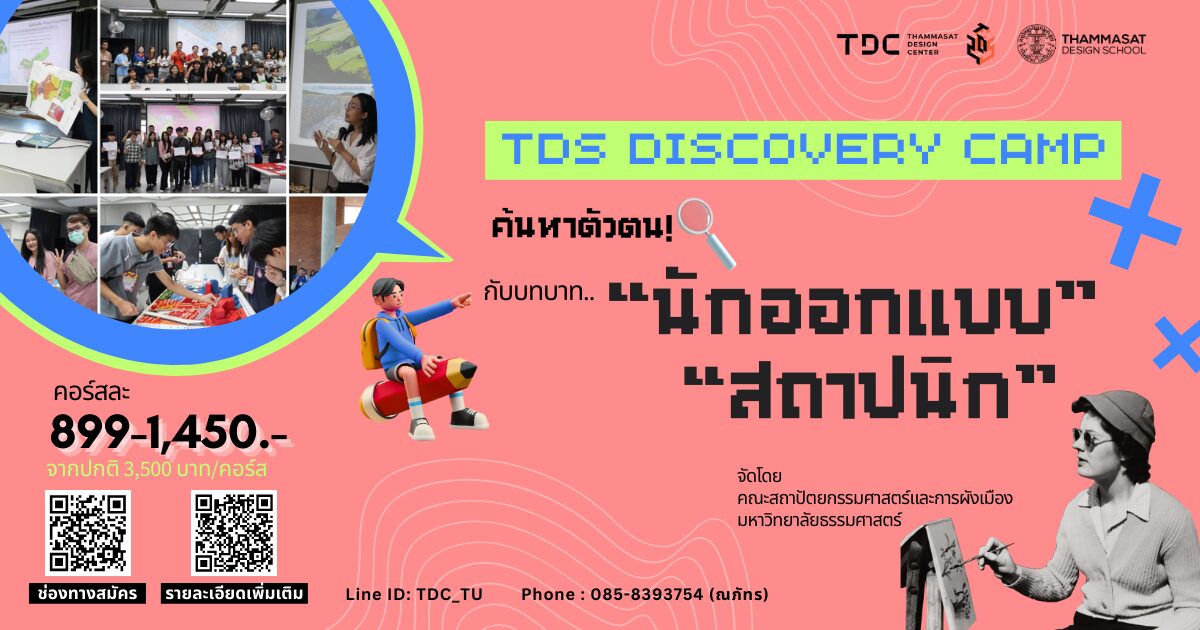 TDC THAMMASAT
DESIGN
CENTER
THAMMASAT
DESIGN SCHOOL
TDS DISCOVERY CAMP
ค้นหาตัวตน!
กับบทบาท.. “นักออกแบบ”
“สถาปนิก”
คอร์สละ
899-1,450.-
จากปกติ 3,500 บาท/คอร์ส
จัดโดย
คณะสถาปัตยกรรมศาสตร์และการผังเมือง
มหาวิทยาลัยธรรมศาสตร์
ช่องทางสมัคร
รายละเอียดเพิ่มเติม
Line ID: TDC_TU
Phone : 085-8393754 (ณภัทร)